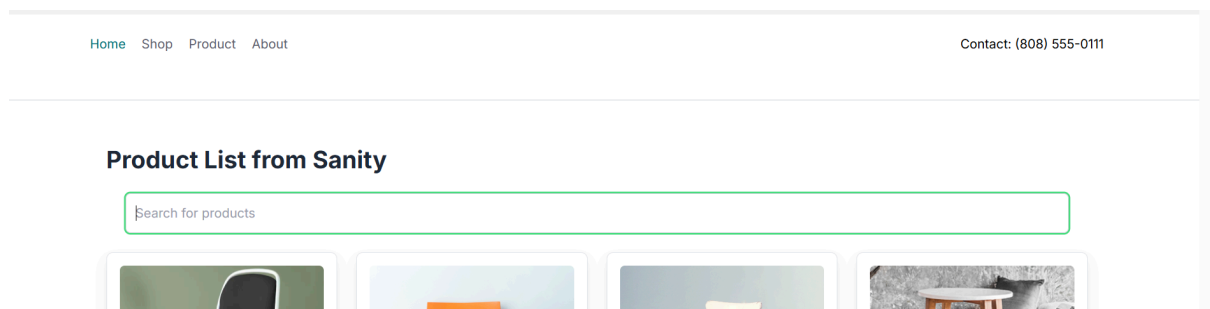 Home Shop Product About Contact: (808) 555-0111
Product List from Sanity
Search for products